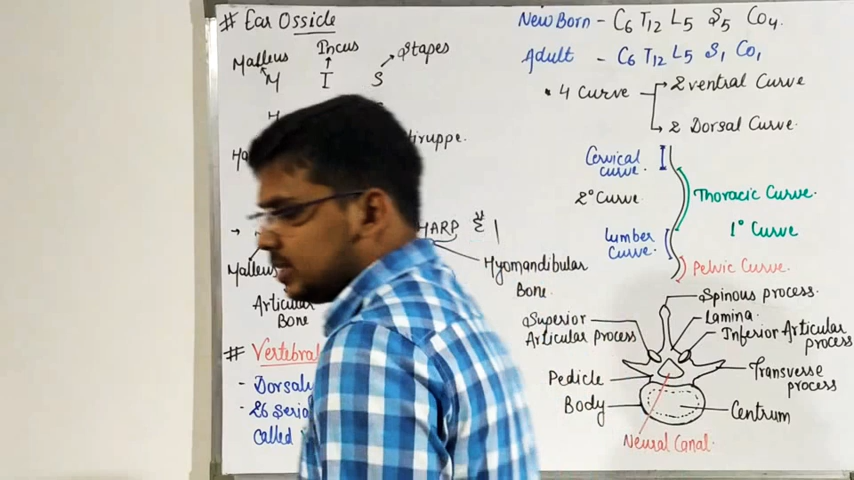 # Ear Ossicle
Malleus Incus Stapes
M I S
Malleus
Articular
Bone
HARP
Hyomandibular
Bone.
# Vertebral
- Dorsaly
- 26 Seria
Called
New Born - C6 T12 L5 S5 Co4.
Adult - C6 T12 L5 S1 Co1
• 4 Curve
2 ventral Curve
2 Dorsal Curve.
Cervical
curve.
2° Curve
Thoracic Curve.
1° Curve
Lumber
Curve.
Pelvic Curve.
Spinous process.
Lamina.
Superior
Articular process
Inferior Articular
process
Pedicle
Transverse
process
Body
Centrum
Neural Canal.